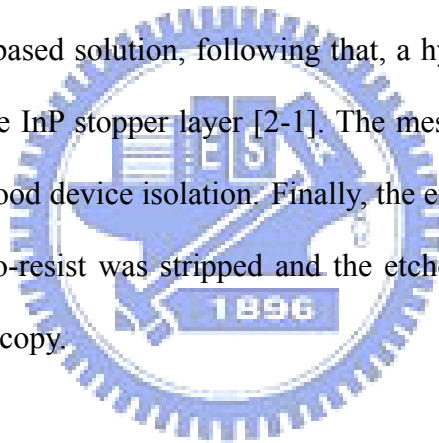 based solution, following that, a hy
e InP stopper layer [2-1]. The mes
E S
ood device isolation. Finally, the e
o-resist was stripped and the etche
1896
copy.